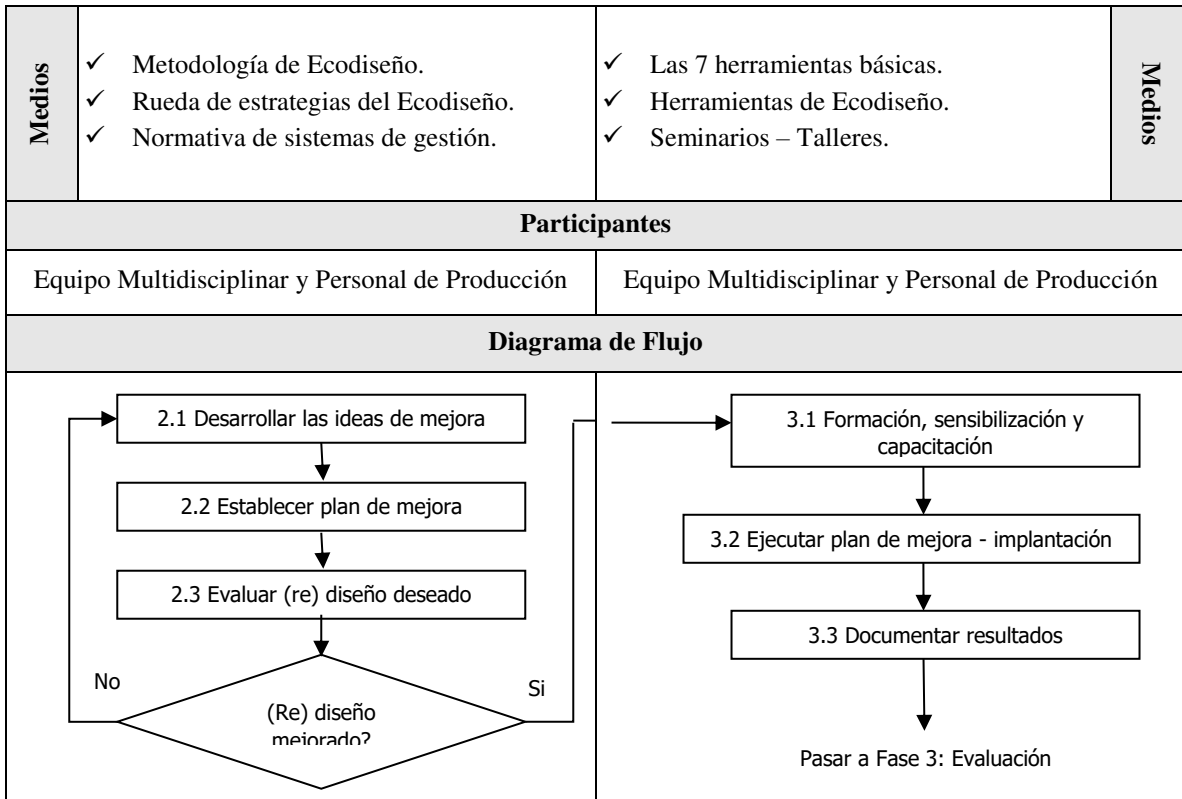 Medios
✓ Metodología de Ecodiseño.
✓ Rueda de estrategias del Ecodiseño.
✓ Normativa de sistemas de gestión.
✓ Las 7 herramientas básicas.
✓ Herramientas de Ecodiseño.
✓ Seminarios – Talleres.
Medios
Participantes
Equipo Multidisciplinar y Personal de Producción
Equipo Multidisciplinar y Personal de Producción
Diagrama de Flujo
2.1 Desarrollar las ideas de mejora
2.2 Establecer plan de mejora
2.3 Evaluar (re) diseño deseado
No
(Re) diseño
mejorado?
Si
3.1 Formación, sensibilización y
capacitación
3.2 Ejecutar plan de mejora - implantación
3.3 Documentar resultados
Pasar a Fase 3: Evaluación